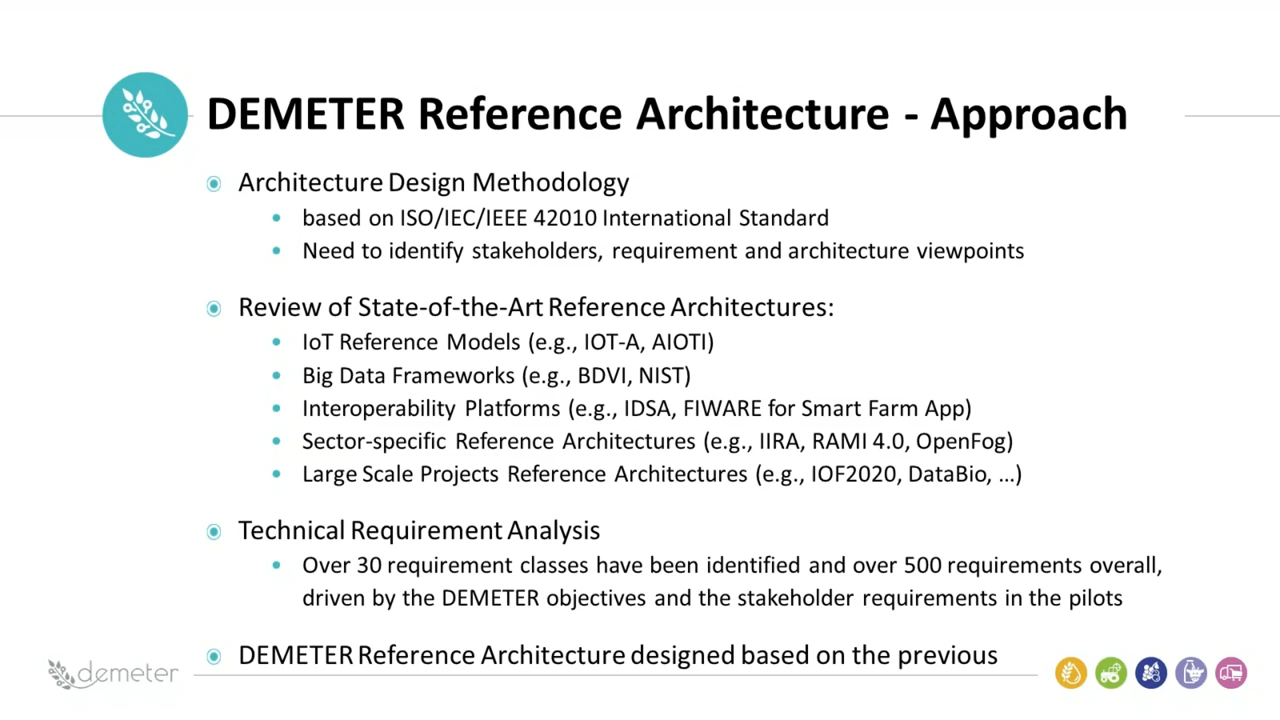 DEMETER Reference Architecture - Approach
Architecture Design Methodology
based on ISO/IEC/IEEE 42010 International Standard
Need to identify stakeholders, requirement and architecture viewpoints
Review of State-of-the-Art Reference Architectures:
IoT Reference Models (e.g., IOT-A, AIOTI)
Big Data Frameworks (e.g., BDVI, NIST)
Interoperability Platforms (e.g., IDSA, FIWARE for Smart Farm App)
Sector-specific Reference Architectures (e.g., IIRA, RAMI 4.0, OpenFog)
Large Scale Projects Reference Architectures (e.g., IOF2020, DataBio, ...)
Technical Requirement Analysis
Over 30 requirement classes have been identified and over 500 requirements overall,
driven by the DEMETER objectives and the stakeholder requirements in the pilots
DEMETER Reference Architecture designed based on the previous
demeter